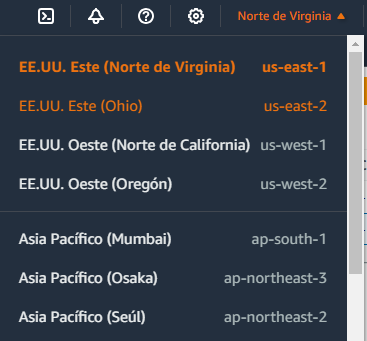 Norte de Virginia
EE.UU. Este (Norte de Virginia) us-east-1
EE.UU. Este (Ohio) us-east-2
EE.UU. Oeste (Norte de California) us-west-1
EE.UU. Oeste (Oregón) us-west-2
Asia Pacífico (Mumbai) ap-south-1
Asia Pacífico (Osaka) ap-northeast-3
Asia Pacífico (Seúl) ap-northeast-2